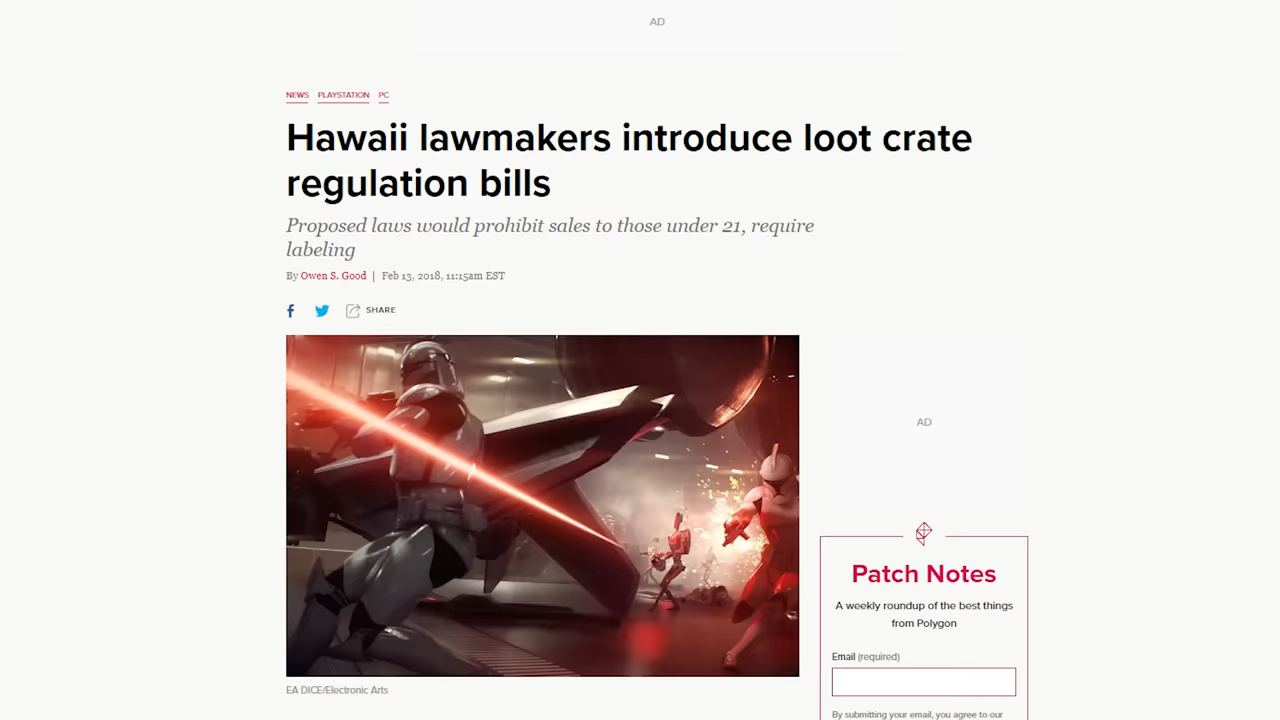 AD
NEWS PLAYSTATION PC
Hawaii lawmakers introduce loot crate
regulation bills
Proposed laws would prohibit sales to those under 21, require
labeling
By Owen S. Good | Feb 13, 2018, 11:15am EST
SHARE
AD
EA DICE/Electronic Arts
Patch Notes
A weekly roundup of the best things
from Polygon
Email (required)
By submitting your email, you agree to our